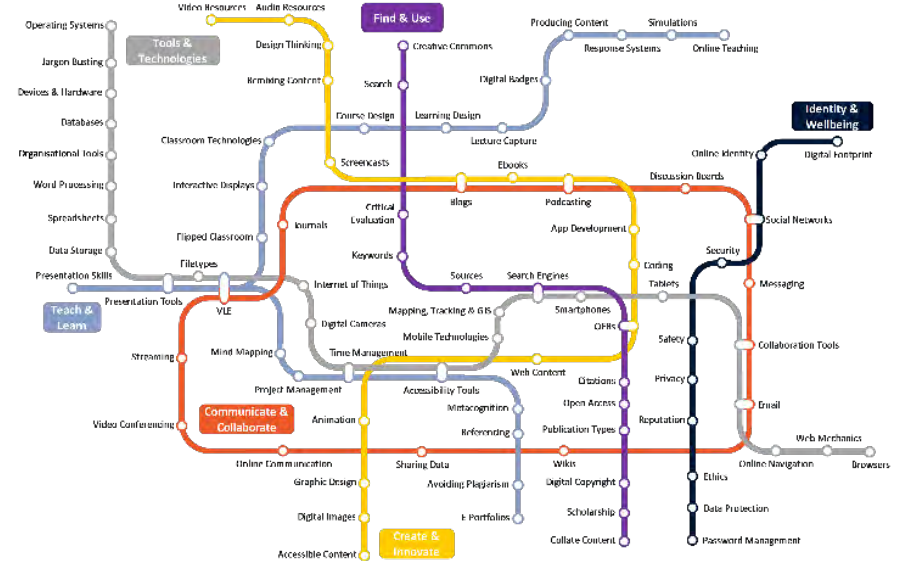 Video Resources
Audio Resources
Find & Use
Producing Content
Simulations
Operating Systems
Tools &
Technologies
Design Thinking
Creative Commons
Response Systems
Online Teaching
Jargon Busting
Remixing Content
Search
Digital Badges
Devices & Hardware
Databases
Course Design
Learning Design
Identity &
Wellbeing
Classroom Technologies
Lecture Capture
Organisational Tools
Screencasts
Ebooks
Online Identity
Digital Footprint
Word Processing
Interactive Displays
Discussion Boards
Blogs
Podcasting
Spreadsheets
Critical
Evaluation
Journals
App Development
Social Networks
Flipped Classroom
Data Storage
Keywords
Security
Filetypes
Coding
Presentation Skills
Presentation Tools
Internet of Things
Sources
Search Engines
Tablets
Messaging
Teach &
Learn
VLE
Mapping, Tracking & GIS
Smartphones
Digital Cameras
OERs
Mobile Technologies
Safety
Collaboration Tools
Streaming
Mind Mapping
Time Management
Web Content
Project Management
Accessibility Tools
Citations
Privacy
Communicate &
Collaborate
Metacognition
Open Access
Email
Video Conferencing
Animation
Referencing
Publication Types
Reputation
Web Mechanics
Online Communication
Sharing Data
Wikis
Online Navigation
Browsers
Graphic Design
Avoiding Plagiarism
Digital Copyright
Ethics
Digital Images
E Portfolios
Scholarship
Data Protection
Create &
Innovate
Accessible Content
Collate Content
Password Management